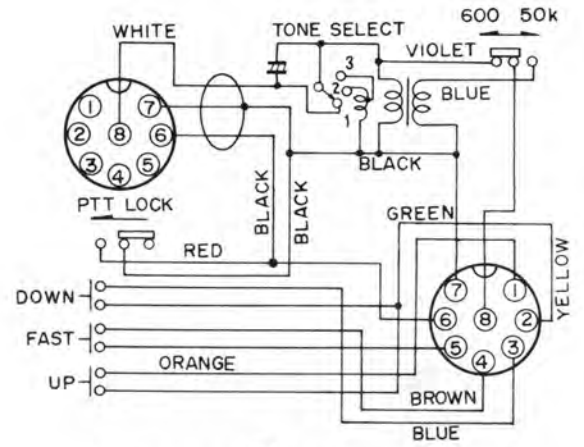 600 50k
WHITE
TONE SELECT
VIOLET
3
2
1
BLUE
1
7
2
8
6
3
4
5
BLACK
PTT LOCK
BLACK
BLACK
GREEN
YELLOW
RED
DOWN
7
1
6
8
2
FAST
5
4
3
ORANGE
UP
BROWN
BLUE